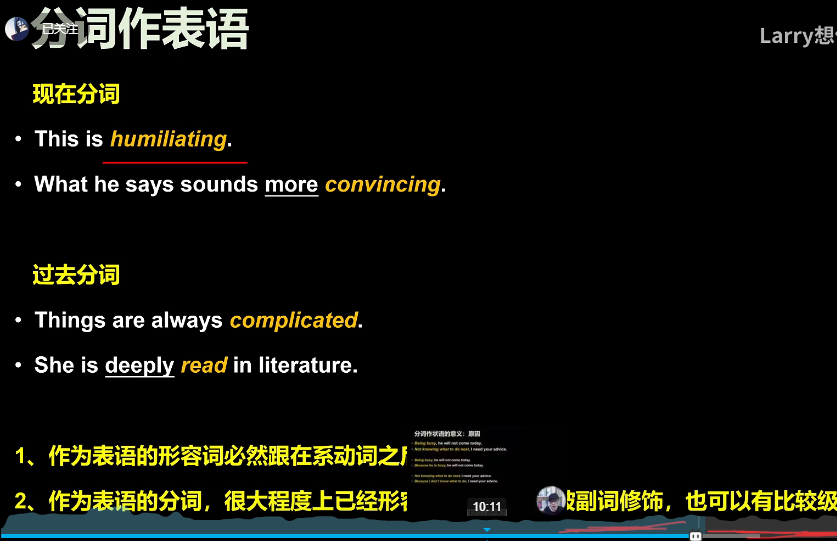 分词作表语
已关注
Larry想
现在分词
• This is humiliating.
• What he says sounds more convincing.
过去分词
• Things are always complicated.
• She is deeply read in literature.
分词作状语的意义：原因
Being busy, he will not come today.
Not knowing what to do next, I need your advice.
Being busy, he will not come today.
Because he is busy, he will not come today.
Not knowing what to do next, I need your advice.
Because I don't know what to do, I need your advice.
1、作为表语的形容词必然跟在系动词之
2、作为表语的分词，很大程度上已经形 被副词修饰，也可以有比较级
10:11